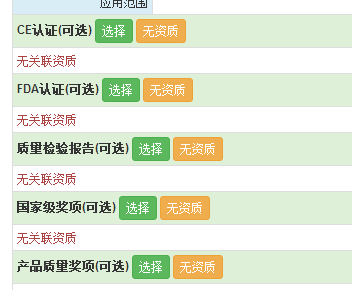 应用范围
CE认证(可选) 选择 无资质
无关联资质
FDA认证(可选) 选择 无资质
无关联资质
质量检验报告(可选) 选择 无资质
无关联资质
国家级奖项(可选) 选择 无资质
无关联资质
产品质量奖项(可选) 选择 无资质